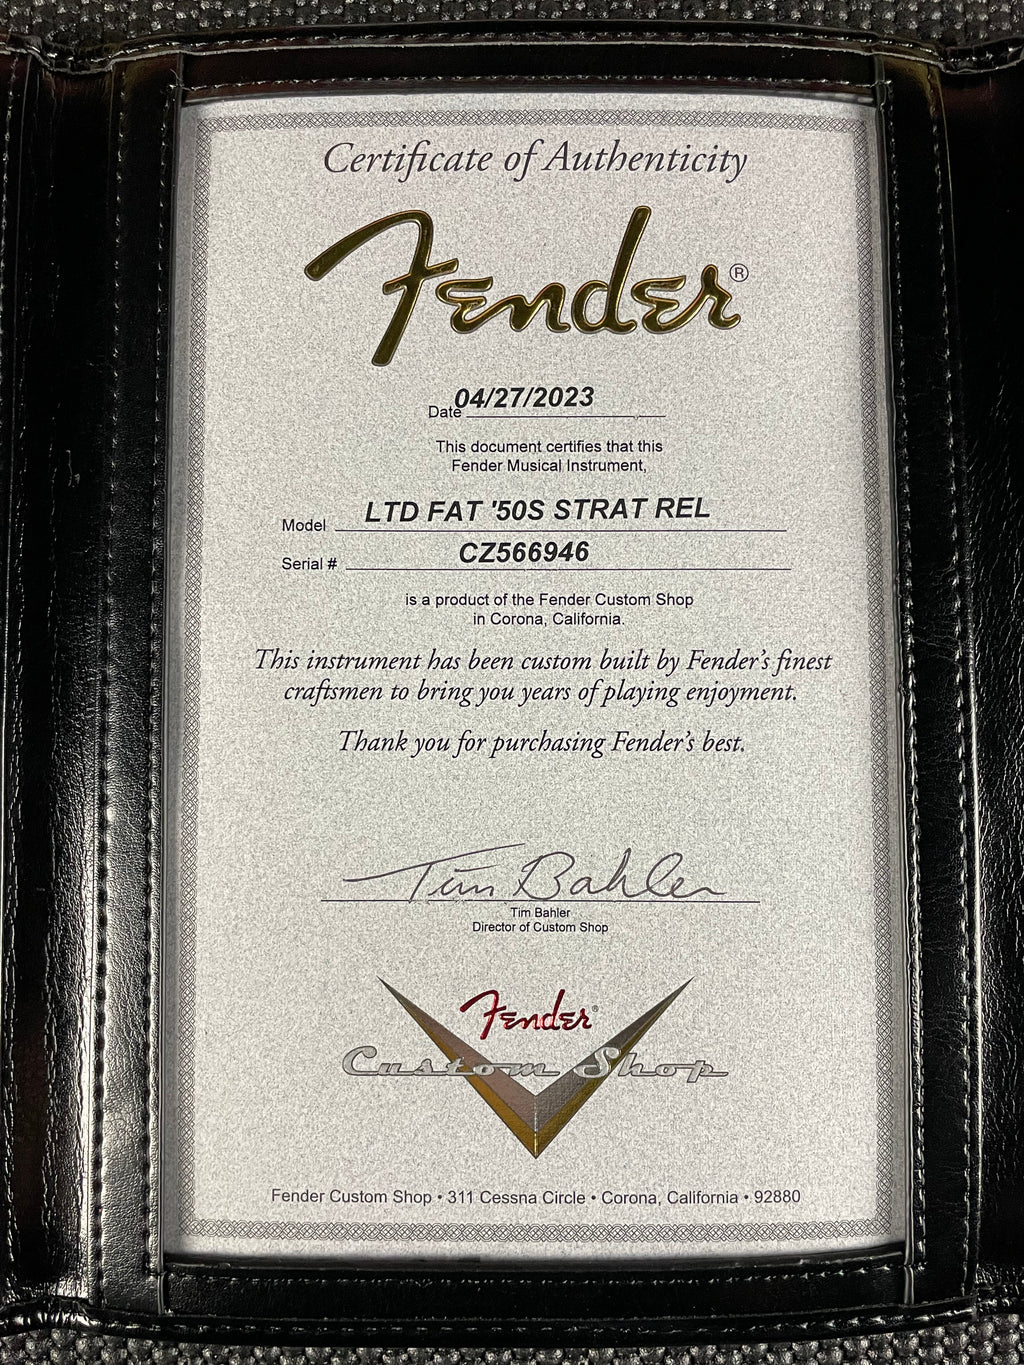 Certificate of Authenticity
Fender®
Date 04/27/2023
This document certifies that this
Fender Musical Instrument,
Model LTD FAT '50S STRAT REL
Serial # CZ566946
is a product of the Fender Custom Shop
in Corona, California.
This instrument has been custom built by Fender's finest
craftsmen to bring you years of playing enjoyment.
Thank you for purchasing Fender's best.
Tim Bahler
Tim Bahler
Director of Custom Shop
Fender®
Custom Shop
Fender Custom Shop • 311 Cessna Circle • Corona, California • 92880